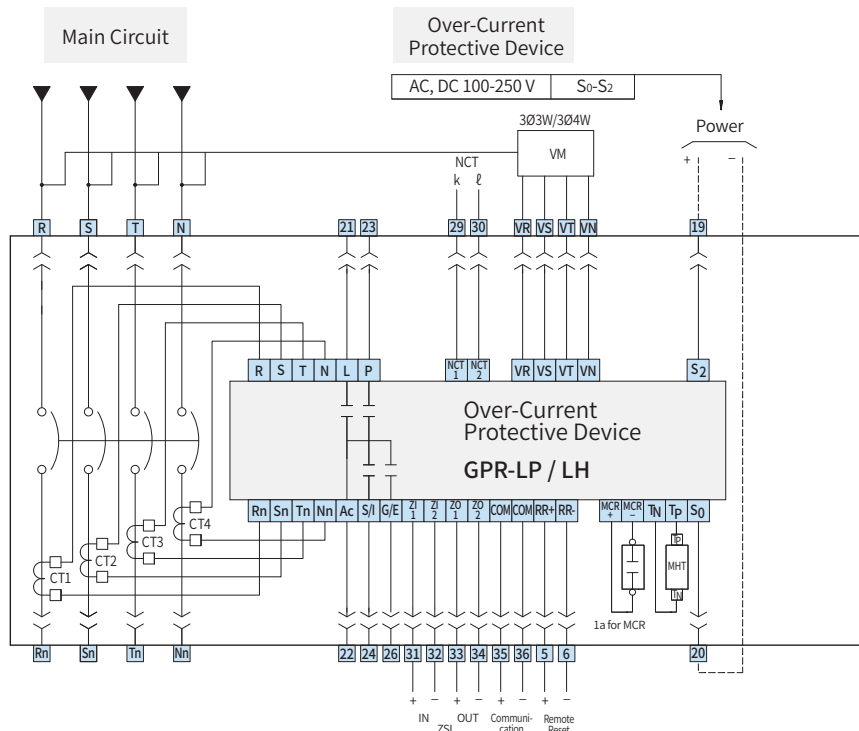 Main Circuit
Over-Current
Protective Device
AC, DC 100-250 V
S0-S2
3Ø3W/3Ø4W
VM
Power
+ −
NCT
k ℓ
R S T N 21 23 29 30 VR VS VT VN 19
R S T N L P NCT 1 NCT 2 VR VS VT VN S2
Over-Current
Protective Device
GPR-LP / LH
Rn Sn Tn Nn Ac S/I G/E ZI 1 ZI 2 ZO 1 ZO 2 COM COM RR+ RR- MCR + MCR − TN TP S0
CT1
CT2
CT3
CT4
TP
MHT
TN
1a for MCR
Rn Sn Tn Nn 22 24 26 31 32 33 34 35 36 5 6 20
+ − + − + − + −
IN OUT
ZSI
Communi-
cation
Remote
Reset